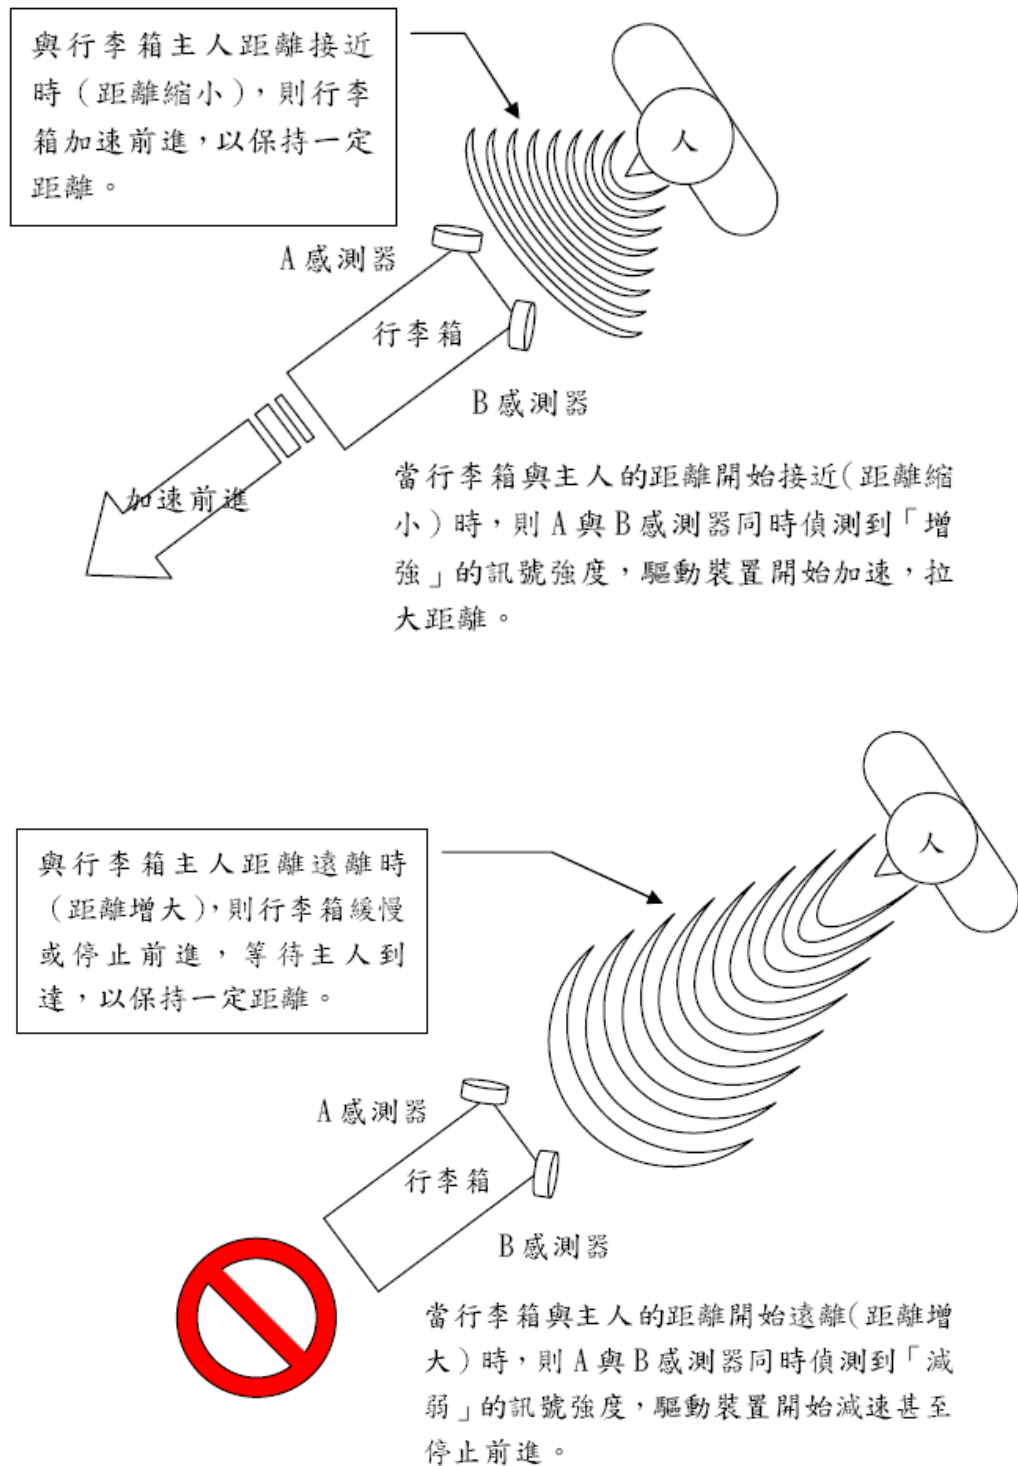 與行李箱主人距離接近
時（距離縮小），則行李
箱加速前進，以保持一定
距離。
人
A 感測器
行李箱
B 感測器
加速前進
當行李箱與主人的距離開始接近（距離縮
小）時，則 A 與 B 感測器同時偵測到「增
強」的訊號強度，驅動裝置開始加速，拉
大距離。
人
與行李箱主人距離遠離時
（距離增大），則行李箱緩慢
或停止前進，等待主人到
達，以保持一定距離。
A 感測器
行李箱
B 感測器
當行李箱與主人的距離開始遠離（距離增
大）時，則 A 與 B 感測器同時偵測到「減
弱」的訊號強度，驅動裝置開始減速甚至
停止前進。